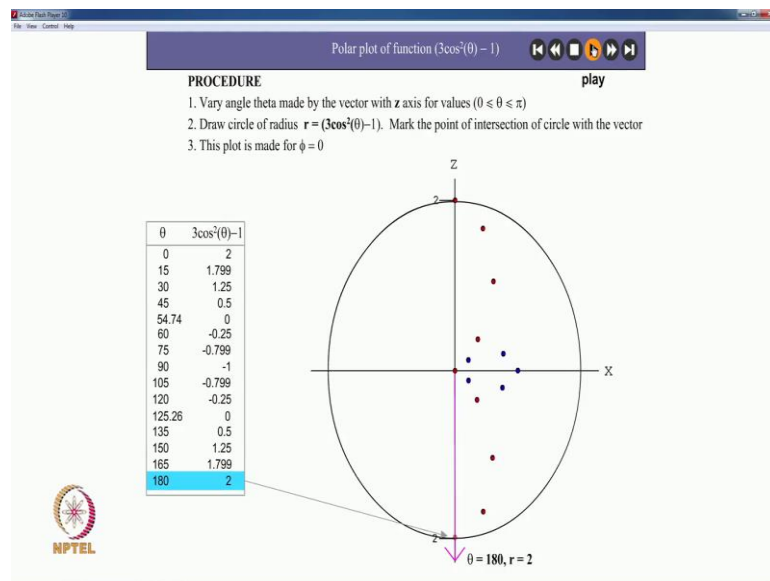 Adobe Flash Player 10
File View Control Help
Polar plot of function (3cos²(θ) – 1)
play
PROCEDURE
1. Vary angle theta made by the vector with z axis for values (0 ⩽ θ ⩽ π)
2. Draw circle of radius r = (3cos²(θ)–1). Mark the point of intersection of circle with the vector
3. This plot is made for ϕ = 0
Z
2
θ 3cos²(θ)–1
0 2
15 1.799
30 1.25
45 0.5
54.74 0
60 -0.25
75 -0.799
90 -1
X
105 -0.799
120 -0.25
125.26 0
135 0.5
150 1.25
165 1.799
180 2
2
θ = 180, r = 2
NPTEL